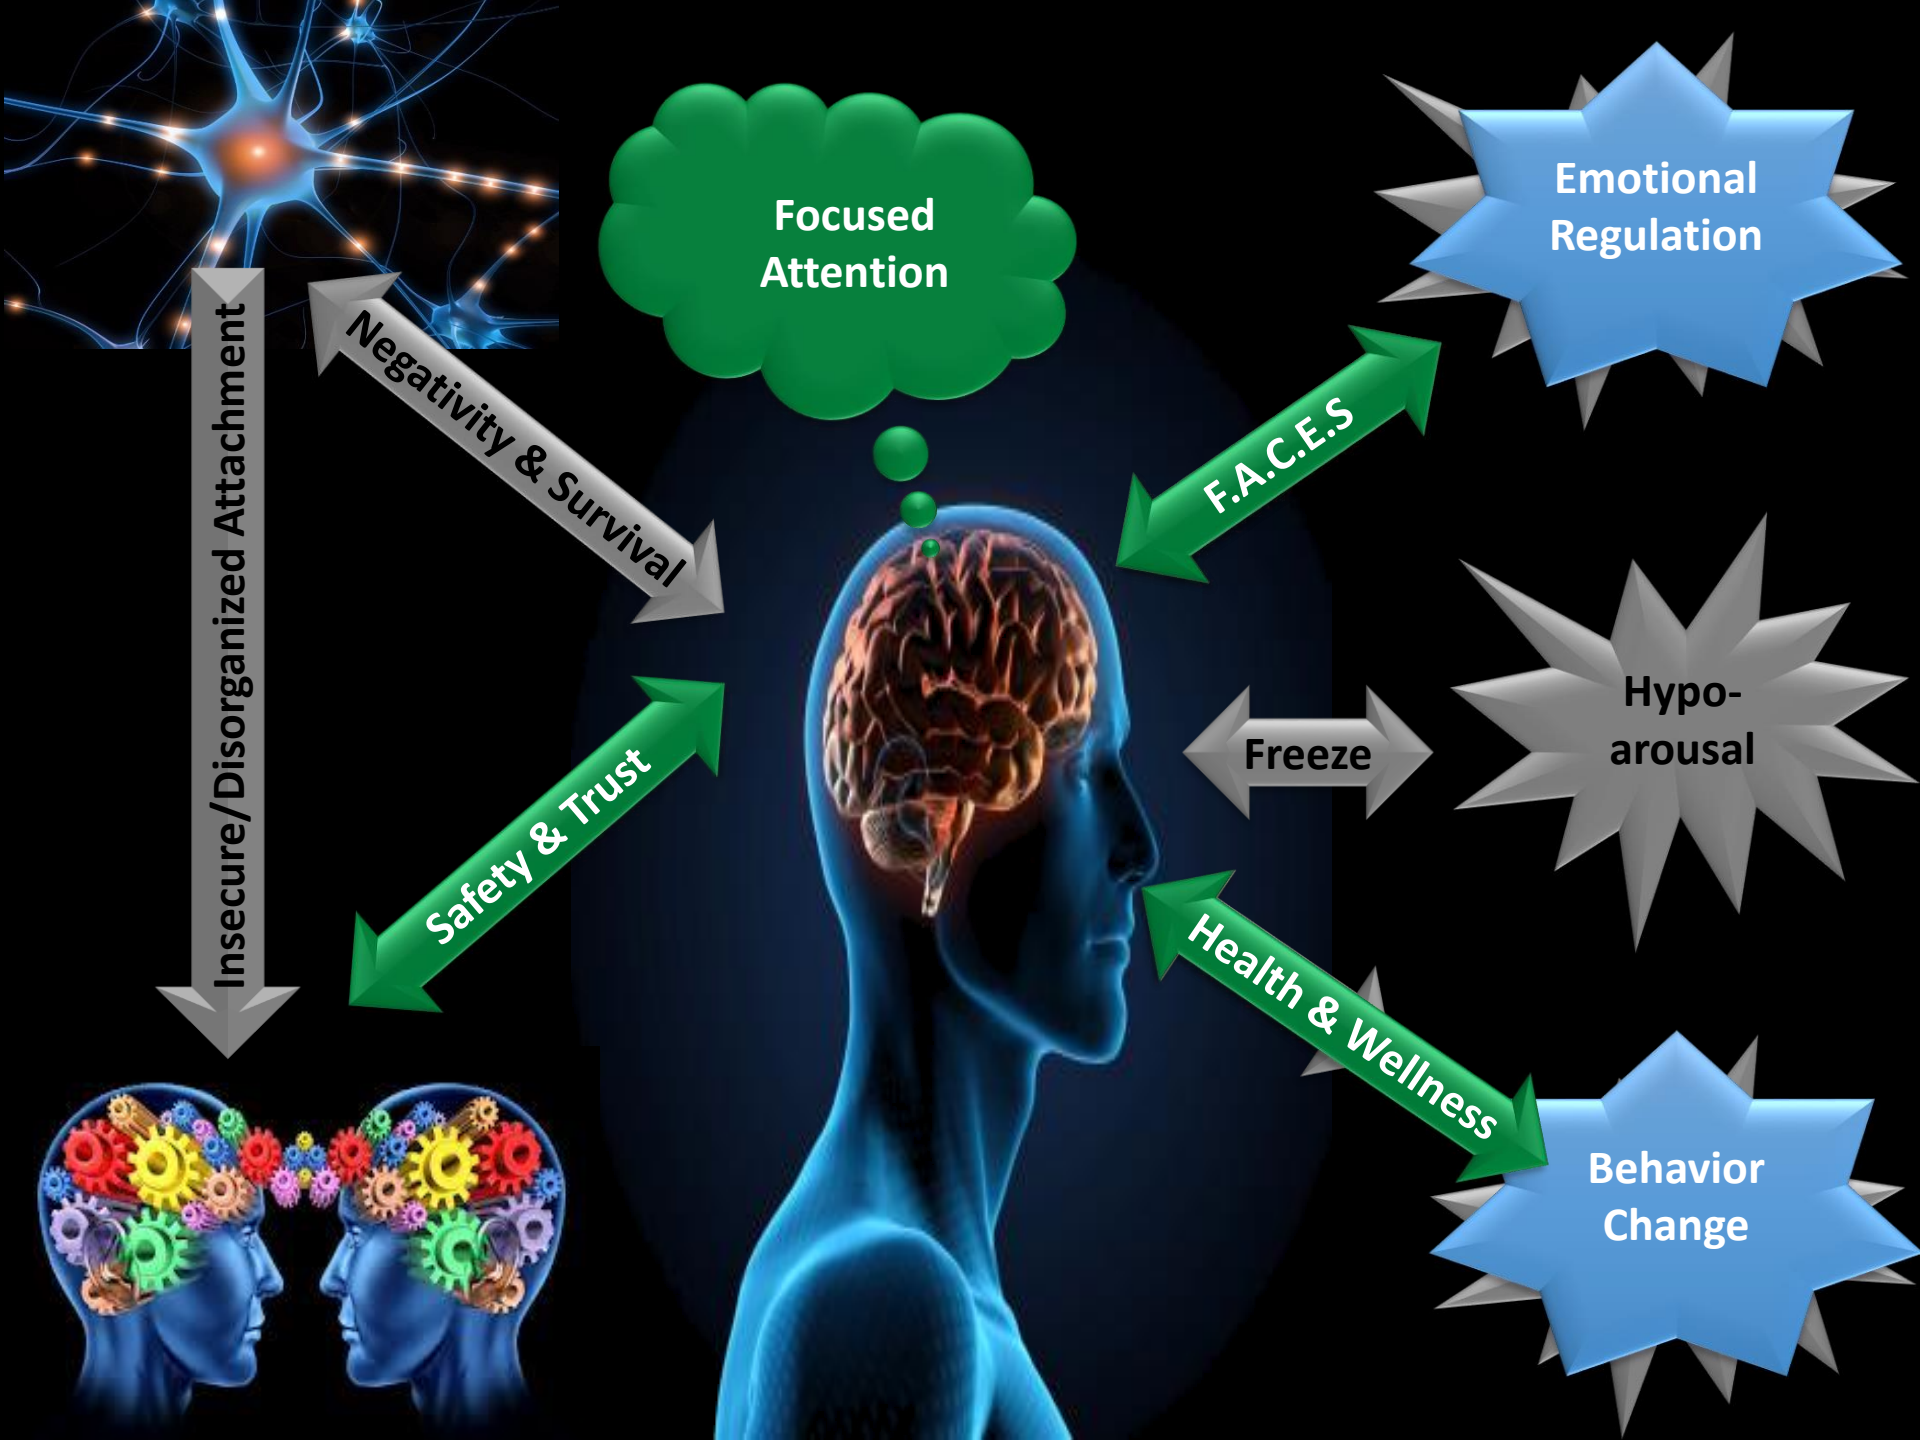 Focused
Attention
Emotional
Regulation
Insecure/Disorganized Attachment
Negativity & Survival
F.A.C.E.S
Safety & Trust
Freeze
Hypo-
arousal
Health & Wellness
Behavior
Change